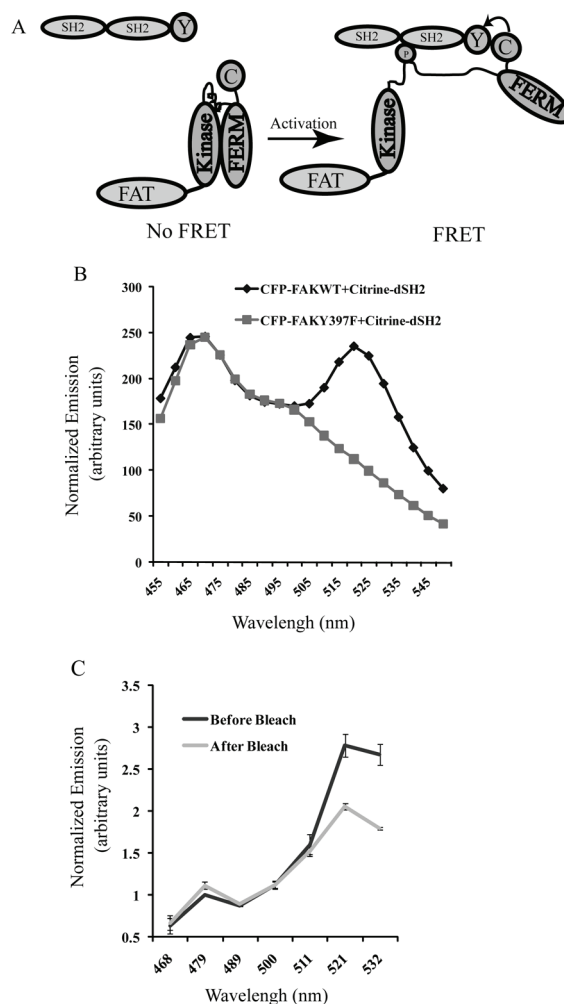 A
SH2 SH2 Y
C
Kinase FERM
FAT
No FRET
Activation
SH2 SH2 Y C
P
Kinase
FERM
FAT
FRET
B
CFP-FAKWT+Citrine-dSH2
CFP-FAKY397F+Citrine-dSH2
Normalized Emission
(arbitrary units)
300
250
200
150
100
50
0
455 465 475 485 495 505 515 525 535 545
Wavelengh (nm)
C
Before Bleach
After Bleach
Normalized Emission
(arbitrary units)
3.5
3
2.5
2
1.5
1
0.5
468 479 489 500 511 521 532
Wavelength (nm)